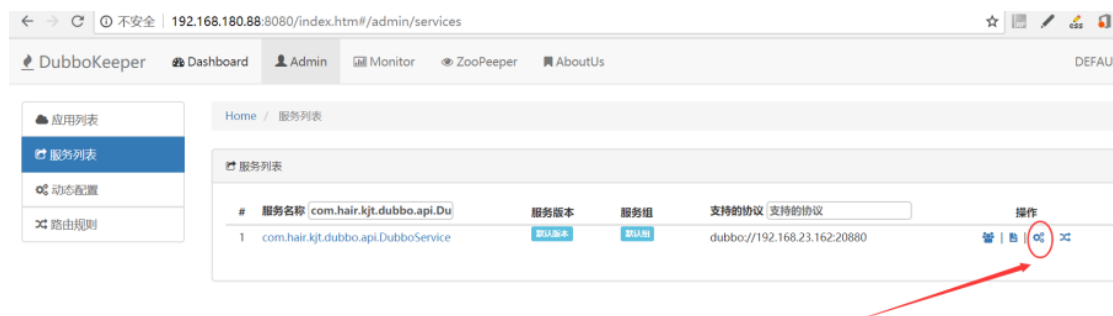 不安全 192.168.180.88:8080/index.htm#/admin/services
css
DubboKeeper Dashboard Admin Monitor ZooPeeper AboutUs DEFAU
应用列表
服务列表
动态配置
路由规则
Home / 服务列表
服务列表
# 服务名称 com.hair.kjt.dubbo.api.Du 服务版本 服务组 支持的协议 支持的协议 操作
1 com.hair.kjt.dubbo.api.DubboService 默认版本 默认组 dubbo://192.168.23.162:20880 | |